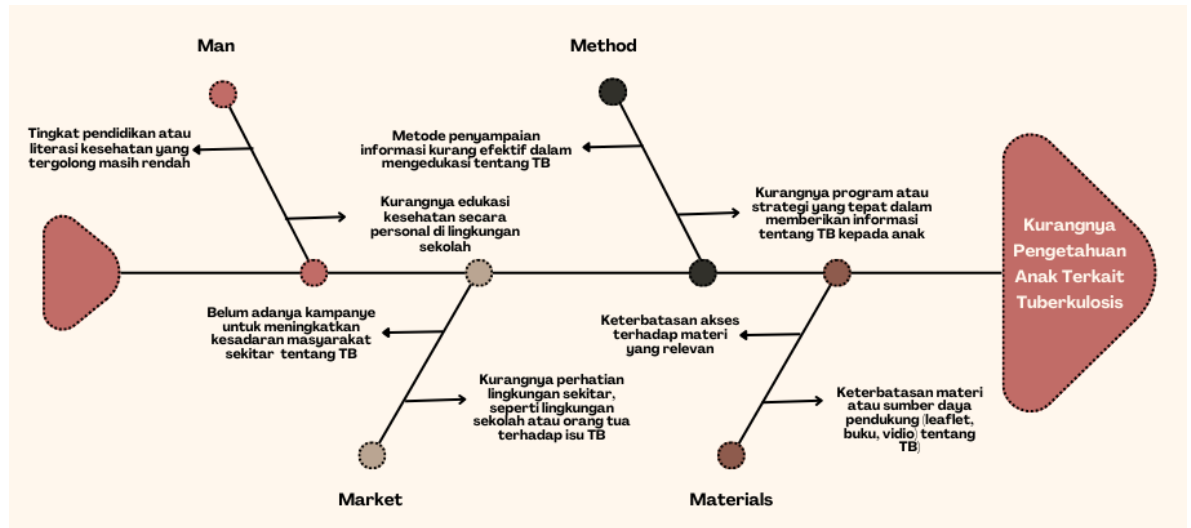 Man
Method
Tingkat pendidikan atau
literasi kesehatan yang
tergolong masih rendah
Metode penyampaian
informasi kurang efektif dalam
mengedukasi tentang TB
Kurangnya edukasi
kesehatan secara
personal di lingkungan
sekolah
Kurangnya program atau
strategi yang tepat dalam
memberikan informasi
tentang TB kepada anak
Kurangnya
Pengetahuan
Anak Terkait
Tuberkulosis
Belum adanya kampanye
untuk meningkatkan
kesadaran masyarakat
sekitar tentang TB
Keterbatasan akses
terhadap materi
yang relevan
Kurangnya perhatian
lingkungan sekitar,
seperti lingkungan
sekolah atau orang tua
terhadap isu TB
Keterbatasan materi
atau sumber daya
pendukung (leaflet,
buku, vidio) tentang
TB)
Market
Materials